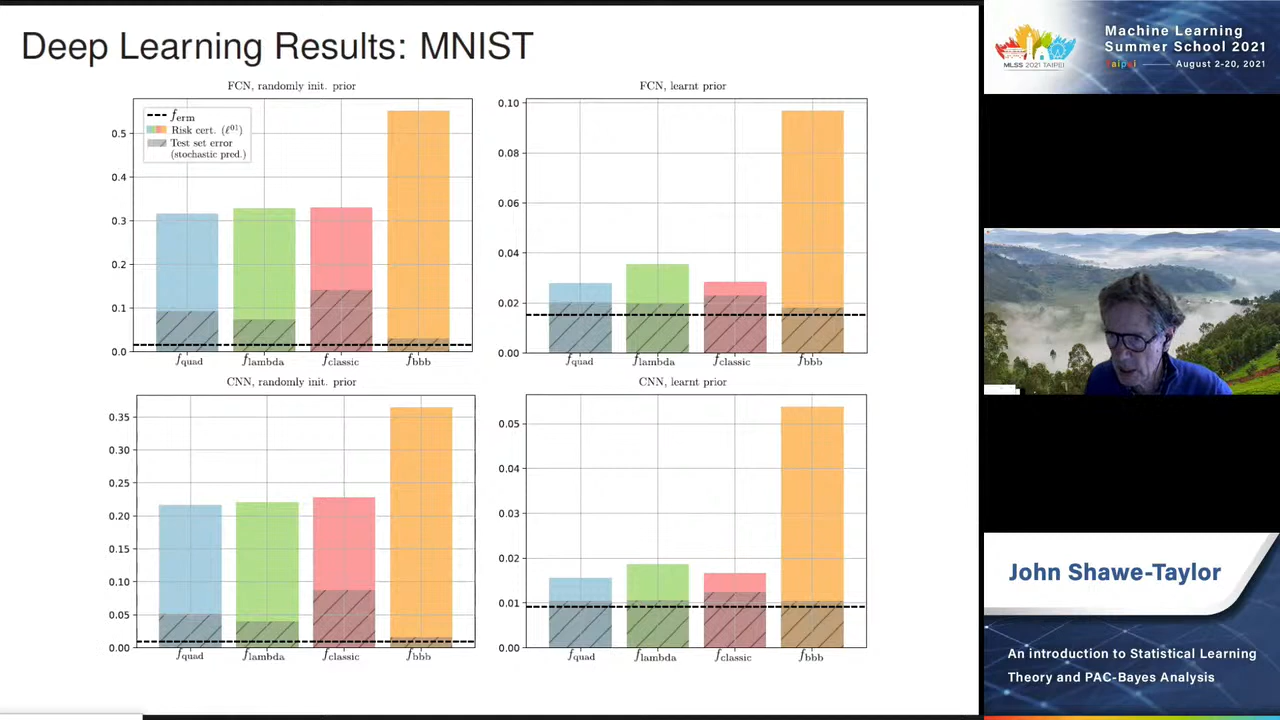 Deep Learning Results: MNIST
FCN, randomly init. prior
0.5
0.4
0.3
0.2
0.1
0.0
f_erm
Risk cert. (ℓ^01)
Test set error
(stochastic pred.)
f_quad
f_lambda
f_classic
f_bbb
FCN, learnt prior
0.10
0.08
0.06
0.04
0.02
0.00
f_quad
f_lambda
f_classic
f_bbb
CNN, randomly init. prior
0.35
0.30
0.25
0.20
0.15
0.10
0.05
0.00
f_quad
f_lambda
f_classic
f_bbb
CNN, learnt prior
0.05
0.04
0.03
0.02
0.01
0.00
f_quad
f_lambda
f_classic
f_bbb
MLSS 2021 TAIPEI
Machine Learning
Summer School 2021
Taipei August 2-20, 2021
John Shawe-Taylor
An introduction to Statistical Learning
Theory and PAC-Bayes Analysis